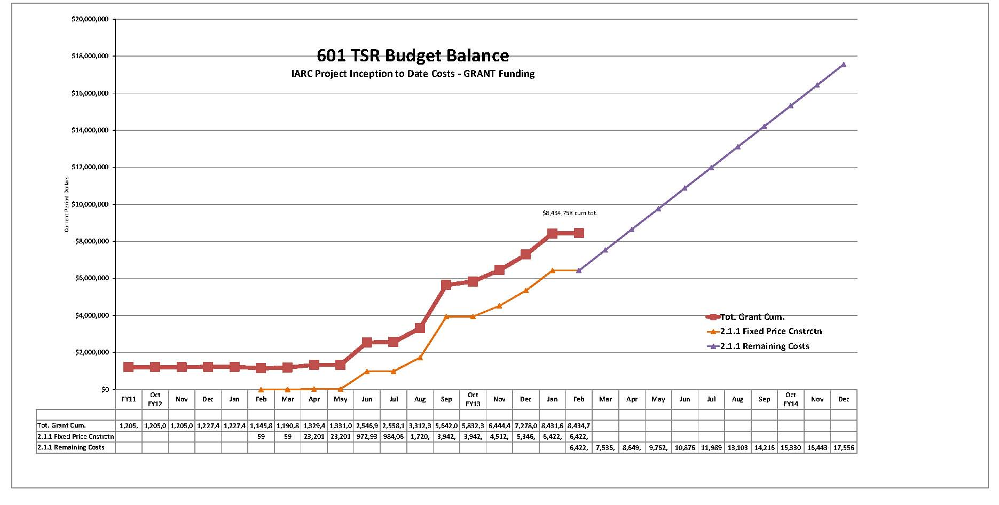 601 TSR Budget Balance
IARC Project Inception to Date Costs - GRANT Funding
$20,000,000
$18,000,000
$16,000,000
$14,000,000
$12,000,000
$10,000,000
$8,000,000
$6,000,000
$4,000,000
$2,000,000
$0
Current Period Dollars
$8,434,758 cum tot.
Tot. Grant Cum.
2.1.1 Fixed Price Cnstrctn
2.1.1 Remaining Costs
FY11 Oct FY12 Nov Dec Jan Feb Mar Apr May Jun Jul Aug Sep Oct FY13 Nov Dec Jan Feb Mar Apr May Jun Jul Aug Sep Oct FY14 Nov Dec
Tot. Grant Cum. 1,205, 1,205,0 1,205,0 1,227,4 1,227,4 1,145,8 1,190,8 1,329,4 1,331,0 2,546,9 2,558,1 3,312,3 5,642,0 5,832,3 6,444,4 7,278,0 8,431,6 8,434,7
2.1.1 Fixed Price Cnstrctn 59 59 23,201 23,201 972,93 984,06 1,720, 3,942, 3,942, 4,512, 5,346, 6,422, 6,422,
2.1.1 Remaining Costs 6,422, 7,536, 8,649, 9,762, 10,876 11,989 13,103 14,216 15,330 16,443 17,556